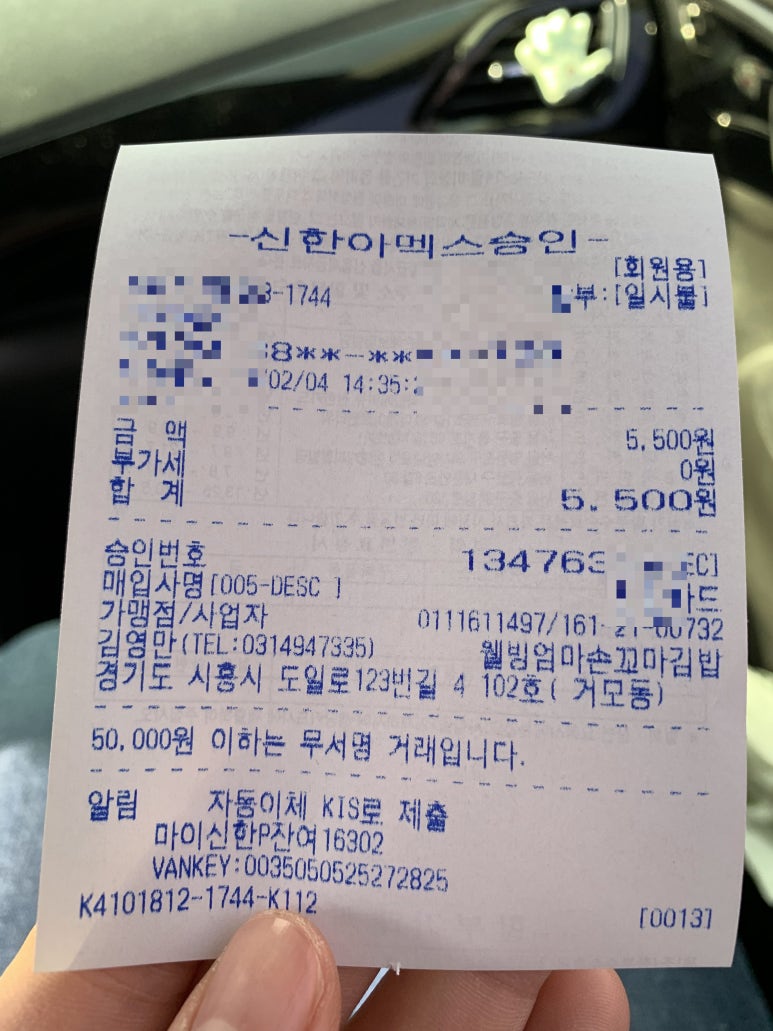 -신한아멕스승인-
[회원용]
3-1744 부:[일시불]
38**-**
/02/04 14:35:
금 액 5,500원
부가세 0원
합 계 5,500원
승인번호 134763 EC]
매입사명[005-DESC ] 카드
가맹점/사업자 0111611497/161-21-00732
김영만(TEL:0314947335) 웰빙엄마손꼬마김밥
경기도 시흥시 도일로123번길 4 102호( 거모동)
50,000원 이하는 무서명 거래입니다.
알림 자동이체 KIS로 제출
마이신한P잔여16302
VANKEY:0035050525272825
K4101812-1744-K112 [0013]